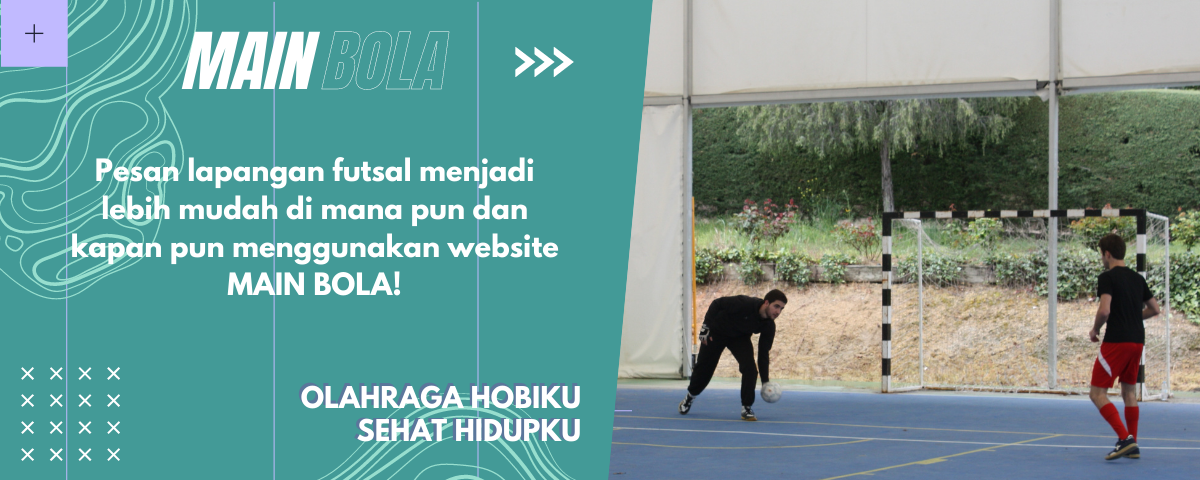 MAIN BOLA
Pesan lapangan futsal menjadi
lebih mudah di mana pun dan
kapan pun menggunakan website
MAIN BOLA!
OLAHRAGA HOBIKU
SEHAT HIDUPKU